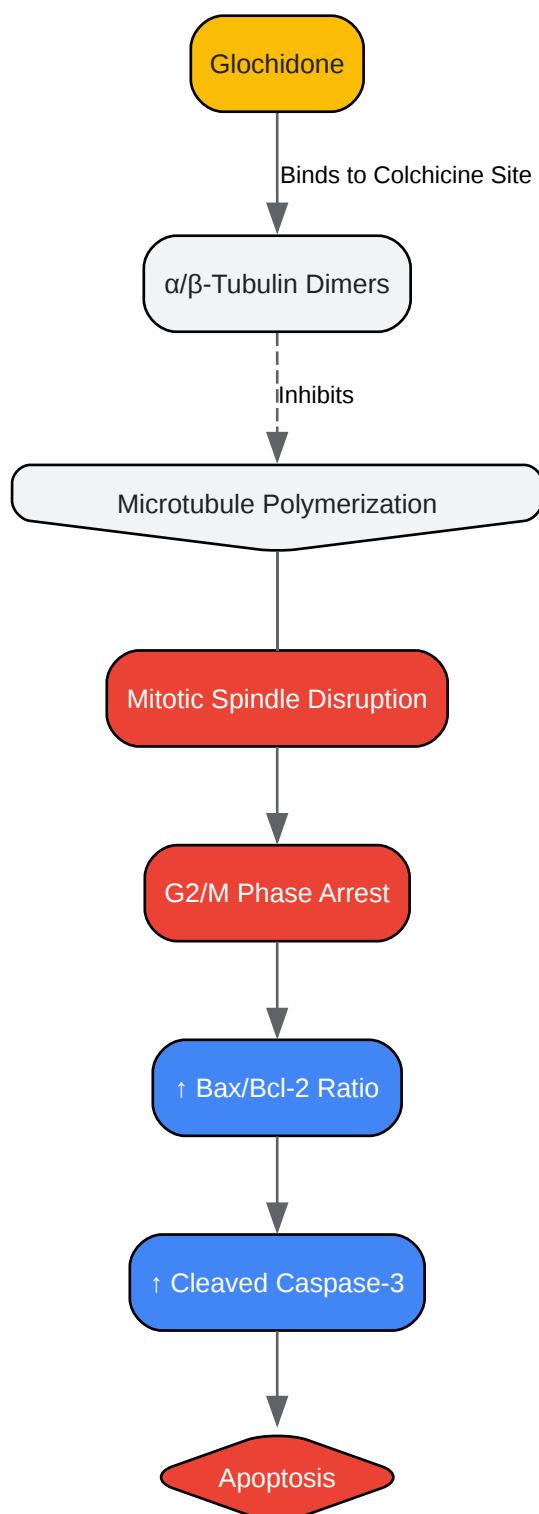 Glochidone
Binds to Colchicine Site
α/β-Tubulin Dimers
Inhibits
Microtubule Polymerization
Mitotic Spindle Disruption
G2/M Phase Arrest
↑ Bax/Bcl-2 Ratio
↑ Cleaved Caspase-3
Apoptosis